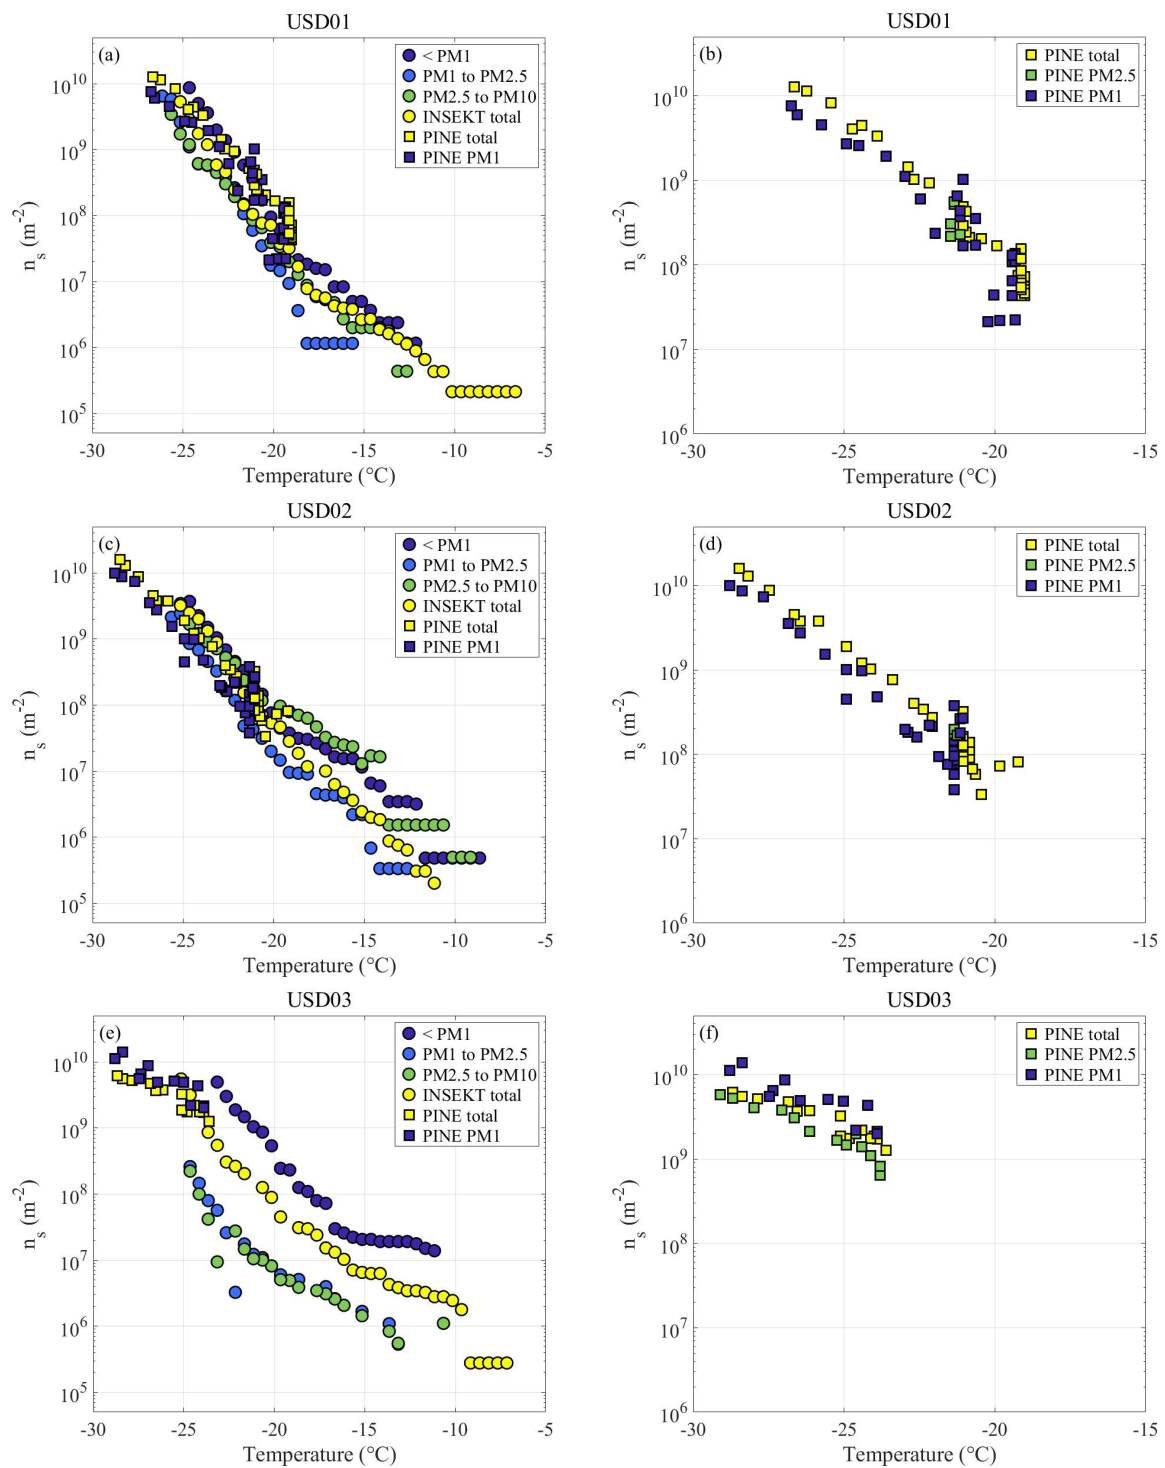 USD01
(a)
< PM1
PM1 to PM2.5
PM2.5 to PM10
INSEKT total
PINE total
PINE PM1
10^10
10^9
10^8
10^7
10^6
10^5
n_s (m^-2)
-30 -25 -20 -15 -10 -5
Temperature (°C)
USD01
(b)
PINE total
PINE PM2.5
PINE PM1
10^10
10^9
10^8
10^7
10^6
n_s (m^-2)
-30 -25 -20 -15
Temperature (°C)
USD02
(c)
< PM1
PM1 to PM2.5
PM2.5 to PM10
INSEKT total
PINE total
PINE PM1
10^10
10^9
10^8
10^7
10^6
10^5
n_s (m^-2)
-30 -25 -20 -15 -10 -5
Temperature (°C)
USD02
(d)
PINE total
PINE PM2.5
PINE PM1
10^10
10^9
10^8
10^7
10^6
n_s (m^-2)
-30 -25 -20 -15
Temperature (°C)
USD03
(e)
< PM1
PM1 to PM2.5
PM2.5 to PM10
INSEKT total
PINE total
PINE PM1
10^10
10^9
10^8
10^7
10^6
10^5
n_s (m^-2)
-30 -25 -20 -15 -10 -5
Temperature (°C)
USD03
(f)
PINE total
PINE PM2.5
PINE PM1
10^10
10^9
10^8
10^7
10^6
n_s (m^-2)
-30 -25 -20 -15
Temperature (°C)